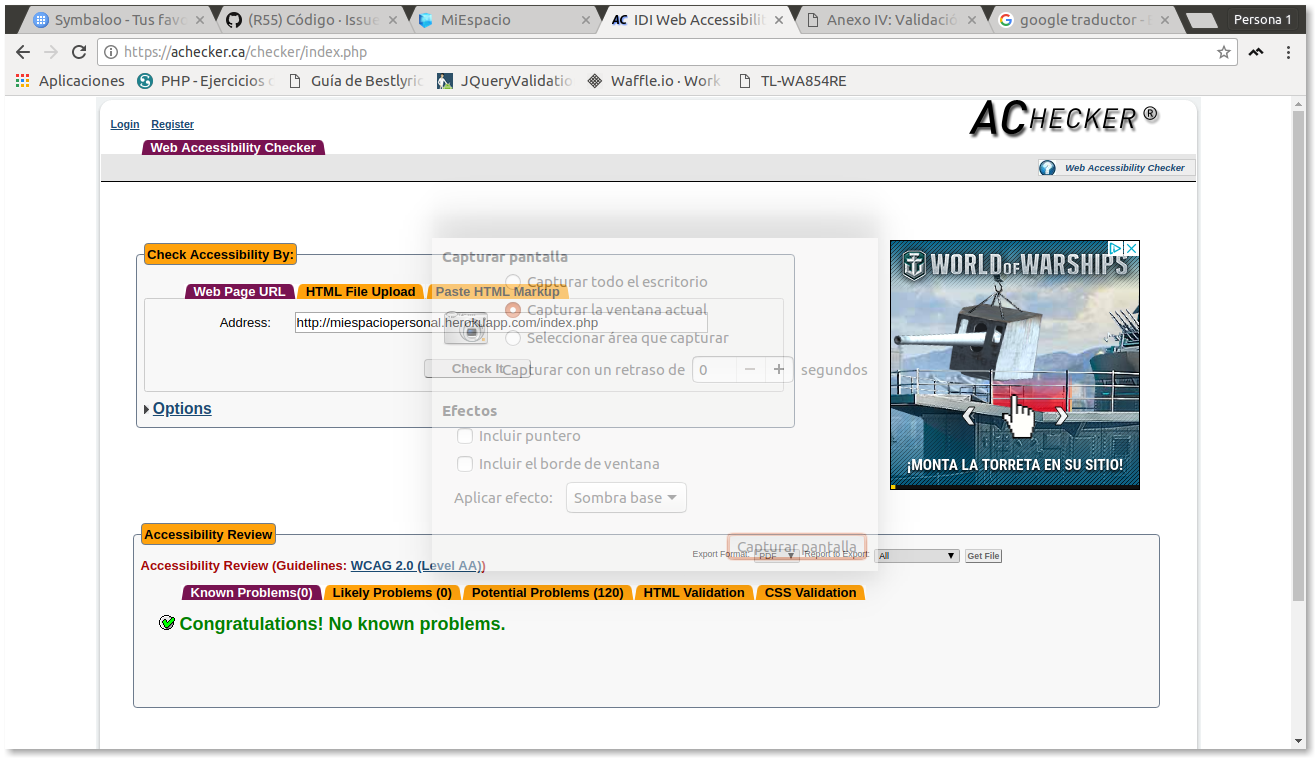 Symbaloo - Tus favo
(R55) Código · Issue
MiEspacio
IDI Web Accessibilit
Anexo IV: Validació
google traductor - B
Persona 1
https://achecker.ca/checker/index.php
Aplicaciones
PHP - Ejercicios c
Guía de Bestlyric
JQueryValidatio
Waffle.io · Work
TL-WA854RE
Login Register
ACHECKER ®
Web Accessibility Checker
? Web Accessibility Checker
Check Accessibility By:
Capturar pantalla
WORLD OF WARSHIPS
Capturar todo el escritorio
Web Page URL HTML File Upload Paste HTML Markup
Capturar la ventana actual
Address: http://miespaciopersonal.herokuapp.com/index.php
Seleccionar área que capturar
Check It
Capturar con un retraso de 0 − + segundos
Options
Efectos
Incluir puntero
Incluir el borde de ventana
¡MONTA LA TORRETA EN SU SITIO!
Aplicar efecto: Sombra base
Accessibility Review
Capturar pantalla
Export Format: PDF Report to Export: All Get File
Accessibility Review (Guidelines: WCAG 2.0 (Level AA))
Known Problems(0) Likely Problems (0) Potential Problems (120) HTML Validation CSS Validation
Congratulations! No known problems.